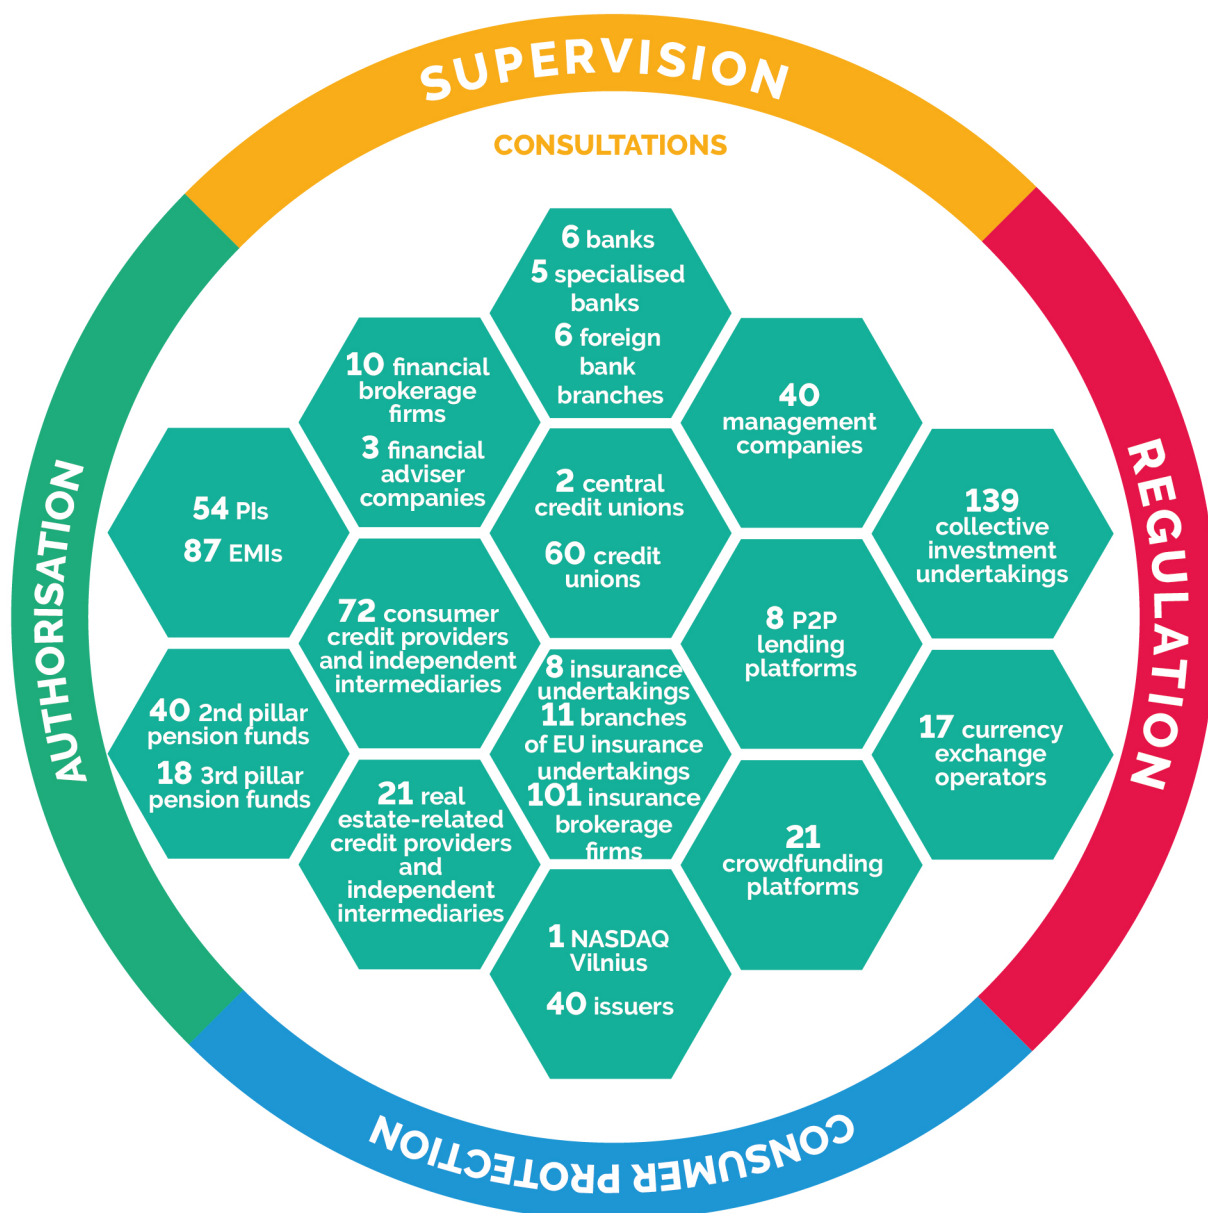 SUPERVISION
CONSULTATIONS
6 banks
5 specialised
banks
6 foreign
bank
branches
10 financial
brokerage
firms
3 financial
adviser
companies
40
management
companies
54 PIs
87 EMIs
2 central
credit unions
60 credit
unions
139
collective
investment
undertakings
72 consumer
credit providers
and independent
intermediaries
8 P2P
lending
platforms
40 2nd pillar
pension funds
18 3rd pillar
pension funds
8 insurance
undertakings
11 branches
of EU insurance
undertakings
101 insurance
brokerage
firms
17 currency
exchange
operators
21 real
estate-related
credit providers
and
independent
intermediaries
21
crowdfunding
platforms
1 NASDAQ
Vilnius
40 issuers
AUTHORISATION
REGULATION
CONSUMER PROTECTION